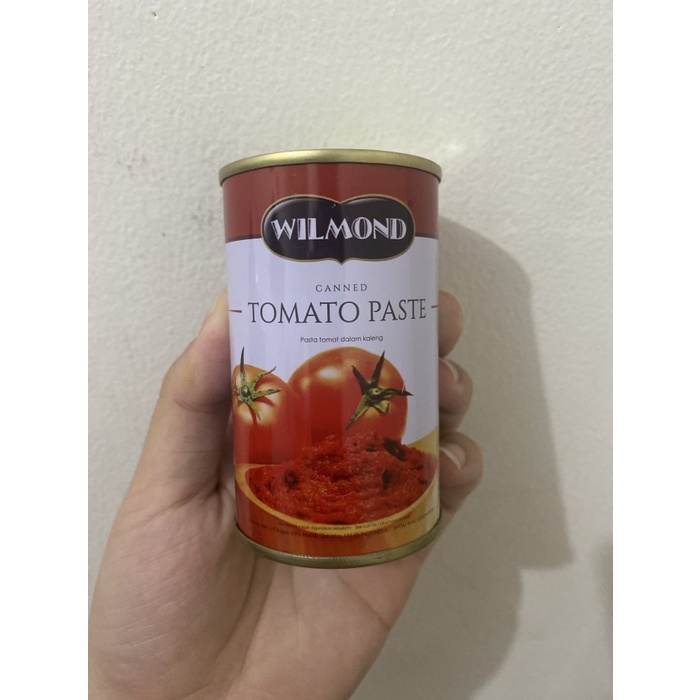 WILMOND
CANNED
TOMATO PASTE
Pasta tomat dalam kaleng